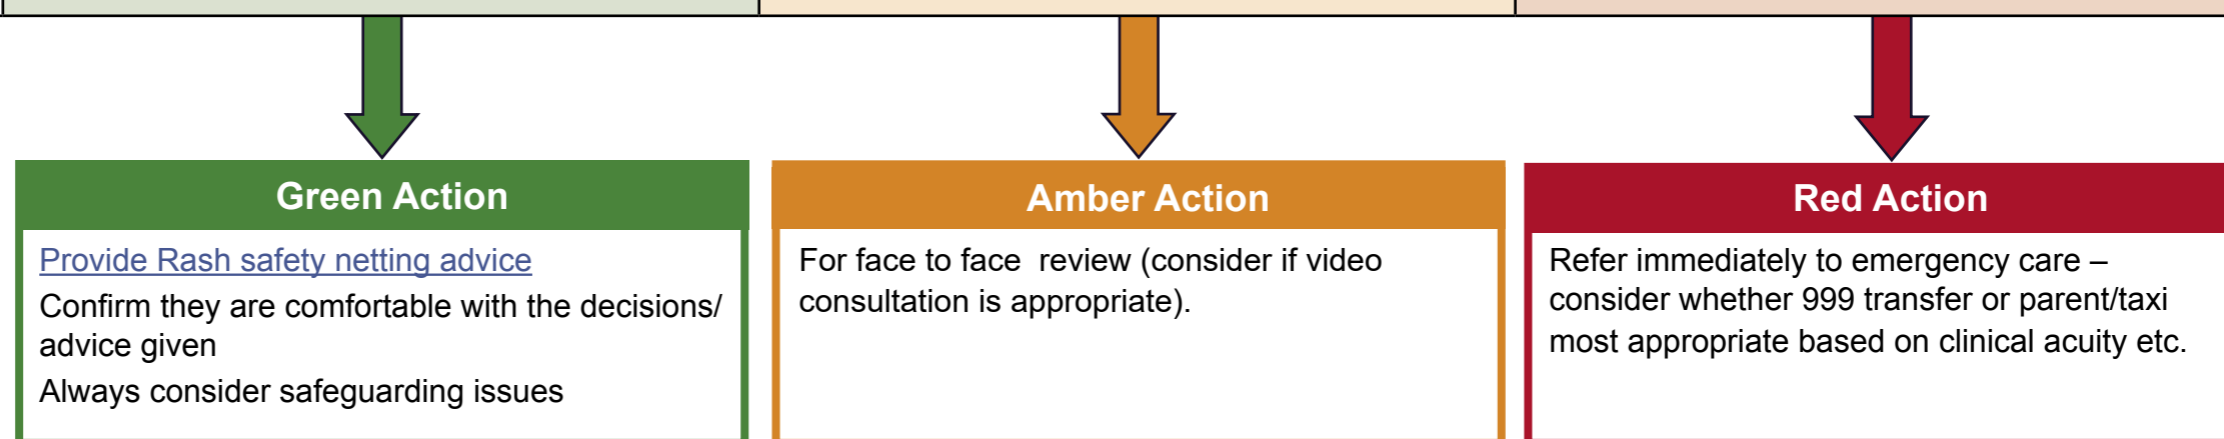 Green Action
Provide Rash safety netting advice
Confirm they are comfortable with the decisions/
advice given
Always consider safeguarding issues
Amber Action
For face to face  review (consider if video
consultation is appropriate).
Red Action
Refer immediately to emergency care –
consider whether 999 transfer or parent/taxi
most appropriate based on clinical acuity etc.